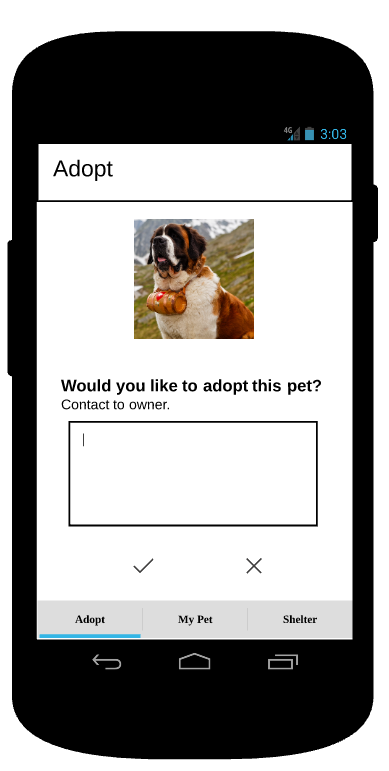 4G 3:03
Adopt
Would you like to adopt this pet?
Contact to owner.
Adopt My Pet Shelter